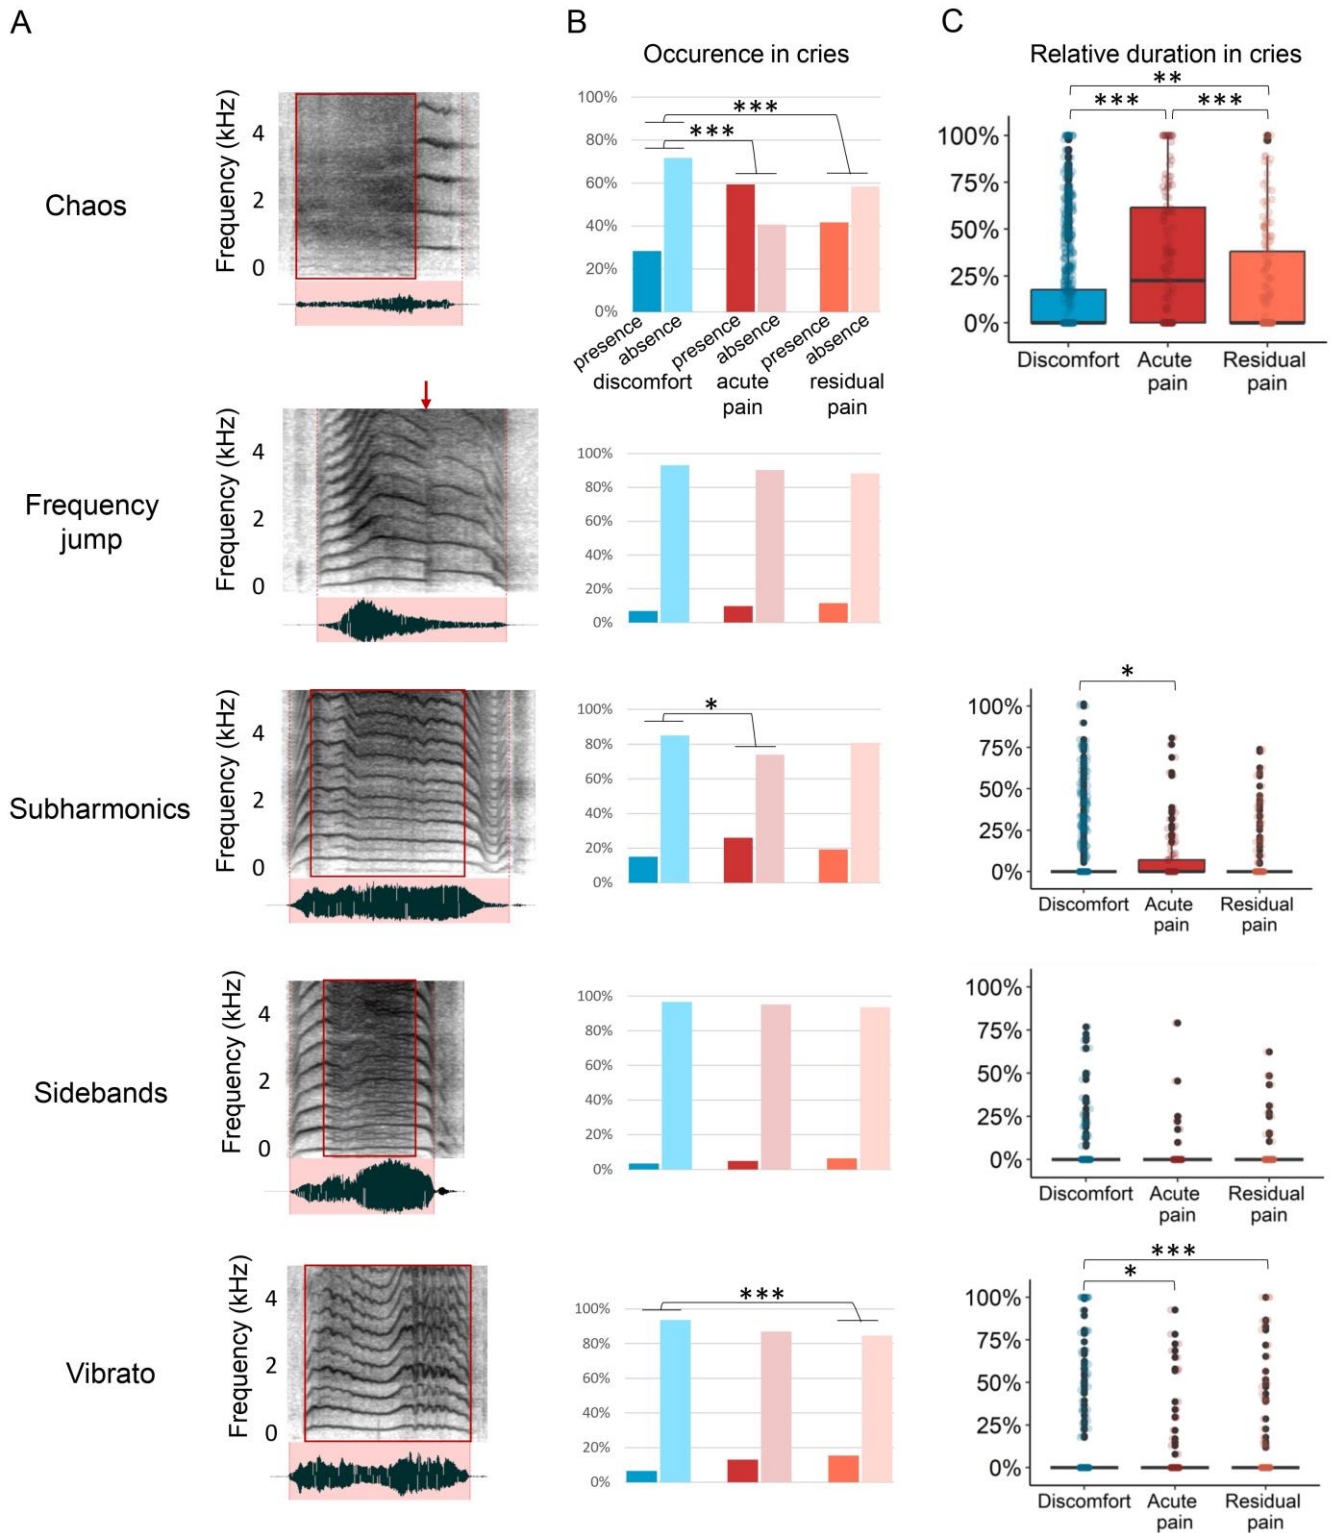 A
B
C
Occurence in cries
Relative duration in cries
Chaos
Frequency (kHz)
4
2
0
100%
80%
60%
40%
20%
0%
***
***
presence
absence
presence
absence
presence
absence
discomfort
acute
pain
residual
pain
**
***
***
100%
75%
50%
25%
0%
Discomfort
Acute
pain
Residual
pain
Frequency
jump
Frequency (kHz)
4
2
0
100%
80%
60%
40%
20%
0%
Subharmonics
Frequency (kHz)
4
2
0
100%
80%
60%
40%
20%
0%
*
*
100%
75%
50%
25%
0%
Discomfort
Acute
pain
Residual
pain
Sidebands
Frequency (kHz)
4
2
0
100%
80%
60%
40%
20%
0%
100%
75%
50%
25%
0%
Discomfort
Acute
pain
Residual
pain
Vibrato
Frequency (kHz)
4
2
0
100%
80%
60%
40%
20%
0%
***
***
*
100%
75%
50%
25%
0%
Discomfort
Acute
pain
Residual
pain